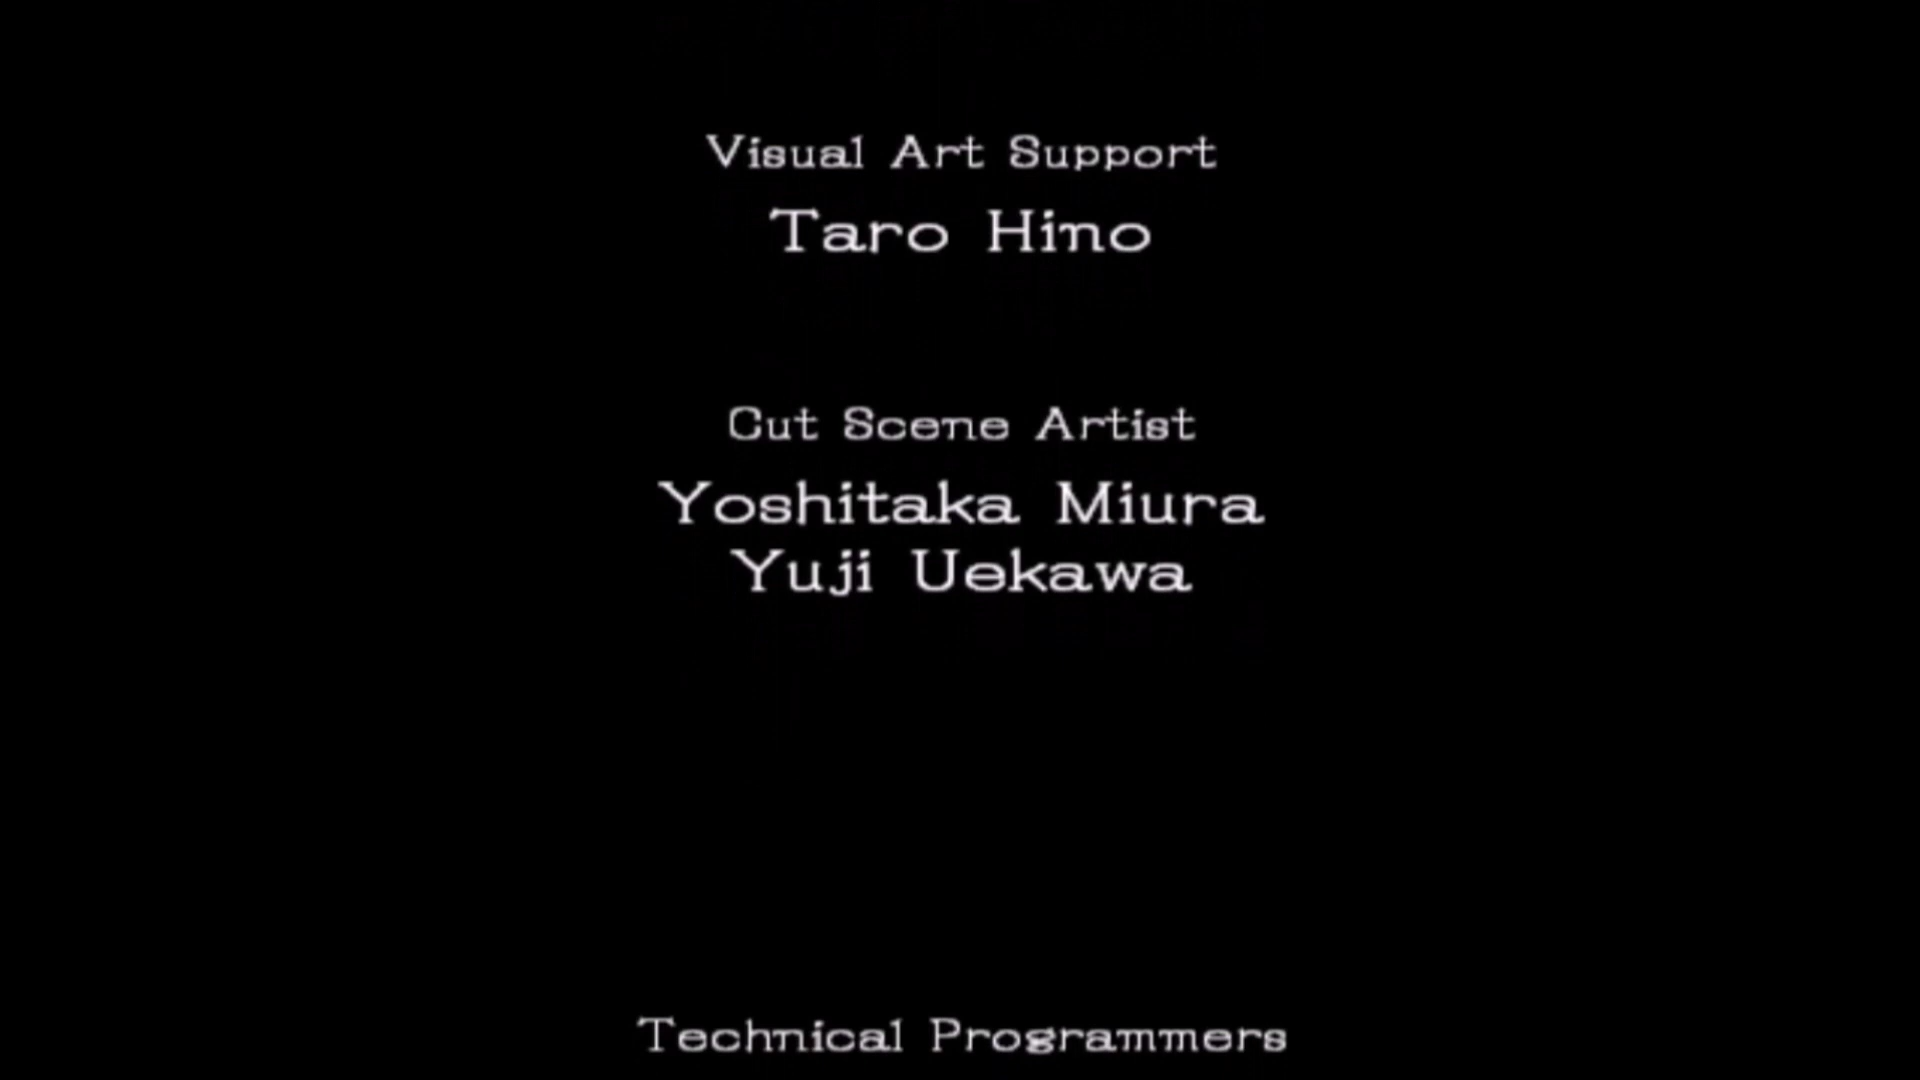 Visual Art Support
Taro Hino
Cut Scene Artist
Yoshitaka Miura
Yuji Uekawa
Technical Programmers